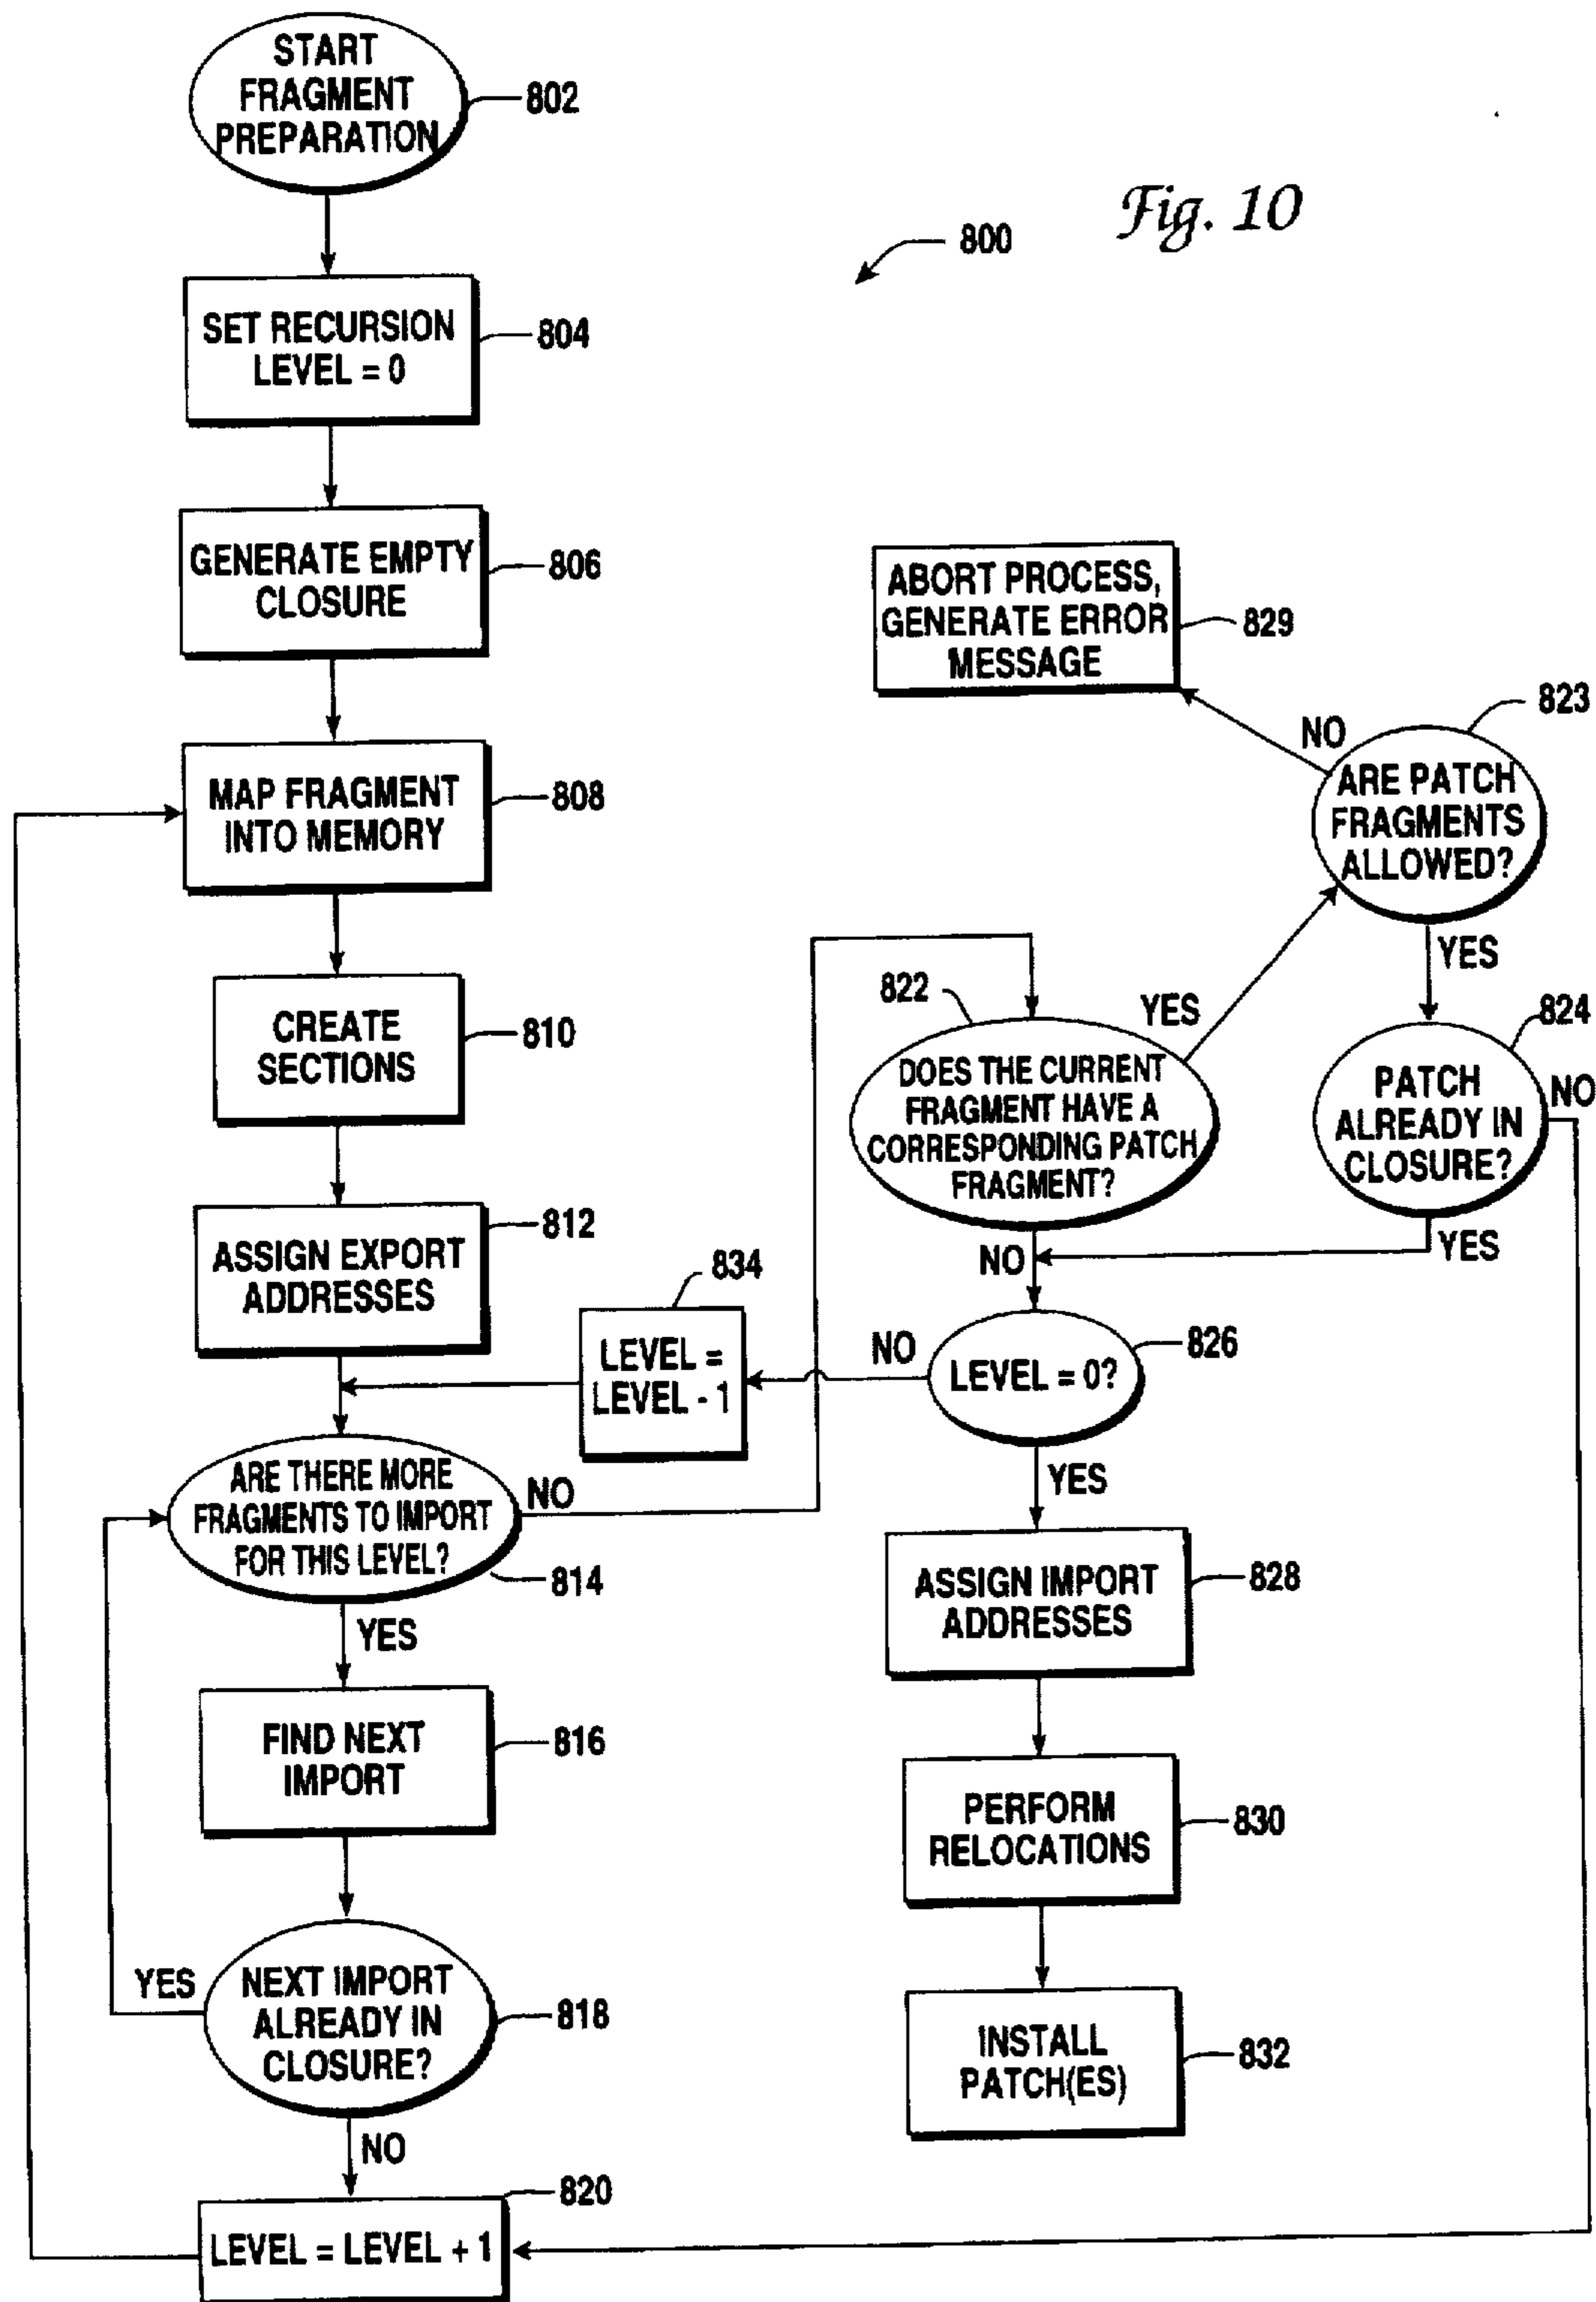 START
FRAGMENT
PREPARATION
802
Fig. 10
800
SET RECURSION
LEVEL = 0
804
GENERATE EMPTY
CLOSURE
806
ABORT PROCESS,
GENERATE ERROR
MESSAGE
829
823
NO
ARE PATCH
FRAGMENTS
ALLOWED?
MAP FRAGMENT
INTO MEMORY
808
YES
CREATE
SECTIONS
810
822
YES
824
DOES THE CURRENT
FRAGMENT HAVE A
CORRESPONDING PATCH
FRAGMENT?
PATCH
ALREADY IN
CLOSURE?
NO
ASSIGN EXPORT
ADDRESSES
812
NO
YES
834
LEVEL =
LEVEL - 1
NO
LEVEL = 0?
826
YES
ARE THERE MORE
FRAGMENTS TO IMPORT
FOR THIS LEVEL?
NO
814
ASSIGN IMPORT
ADDRESSES
828
YES
FIND NEXT
IMPORT
816
PERFORM
RELOCATIONS
830
YES
NEXT IMPORT
ALREADY IN
CLOSURE?
818
INSTALL
PATCH(ES)
832
NO
820
LEVEL = LEVEL + 1